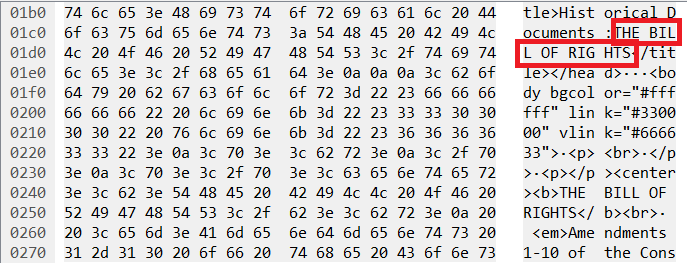 01b0 74 6c 65 3e 48 69 73 74 6f 72 69 63 61 6c 20 44 tle>Hist orical D
01c0 6f 63 75 6d 65 6e 74 73 3a 54 48 45 20 42 49 4c ocuments :THE BIL
01d0 4c 20 4f 46 20 52 49 47 48 54 53 3c 2f 74 69 74 L OF RIG HTS</tit
01e0 6c 65 3e 3c 2f 68 65 61 64 3e 0a 0a 0a 3c 62 6f le></hea d>···<bo
01f0 64 79 20 62 67 63 6f 6c 6f 72 3d 22 23 66 66 66 dy bgcol or="#fff
0200 66 66 66 22 20 6c 69 6e 6b 3d 22 23 33 33 30 30 fff" lin k="#3300
0210 30 30 22 20 76 6c 69 6e 6b 3d 22 23 36 36 36 36 00" vlin k="#6666
0220 33 33 22 3e 0a 3c 70 3e 3c 62 72 3e 0a 3c 2f 70 33">·<p> <br>·</p
0230 3e 0a 3c 70 3e 3c 2f 70 3e 3c 63 65 6e 74 65 72 >·<p></p ><center
0240 3e 3c 62 3e 54 48 45 20 42 49 4c 4c 20 4f 46 20 ><b>THE BILL OF
0250 52 49 47 48 54 53 3c 2f 62 3e 3c 62 72 3e 0a 20 RIGHTS</ b><br>·
0260 20 3c 65 6d 3e 41 6d 65 6e 64 6d 65 6e 74 73 20 <em>Ame ndments
0270 31 2d 31 30 20 6f 66 20 74 68 65 20 43 6f 6e 73 1-10 of the Cons